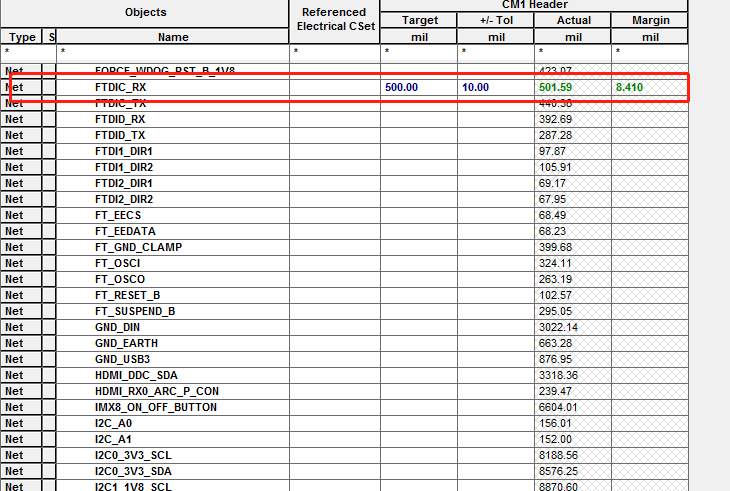 Objects Referenced Electrical CSet CM1 Header
Target +/- Tol Actual Margin
Type S Name mil mil mil mil
* * * * * * *
Net FORCE_WDOG_RST_B_1V8 423.07
Net FTDIC_RX 500.00 10.00 501.59 8.410
Net FTDIC_TX 440.38
Net FTDID_RX 392.69
Net FTDID_TX 287.28
Net FTDI1_DIR1 97.87
Net FTDI1_DIR2 105.91
Net FTDI2_DIR1 69.17
Net FTDI2_DIR2 67.95
Net FT_EECS 68.49
Net FT_EEDATA 68.23
Net FT_GND_CLAMP 399.68
Net FT_OSCI 324.11
Net FT_OSCO 263.19
Net FT_RESET_B 102.57
Net FT_SUSPEND_B 295.05
Net GND_DIN 3022.14
Net GND_EARTH 663.28
Net GND_USB3 876.95
Net HDMI_DDC_SDA 3318.36
Net HDMI_RX0_ARC_P_CON 239.47
Net IMX8_ON_OFF_BUTTON 6604.01
Net I2C_A0 156.01
Net I2C_A1 152.00
Net I2C0_3V3_SCL 8188.56
Net I2C0_3V3_SDA 8576.25
Net I2C1_1V8_SCL 8870.60